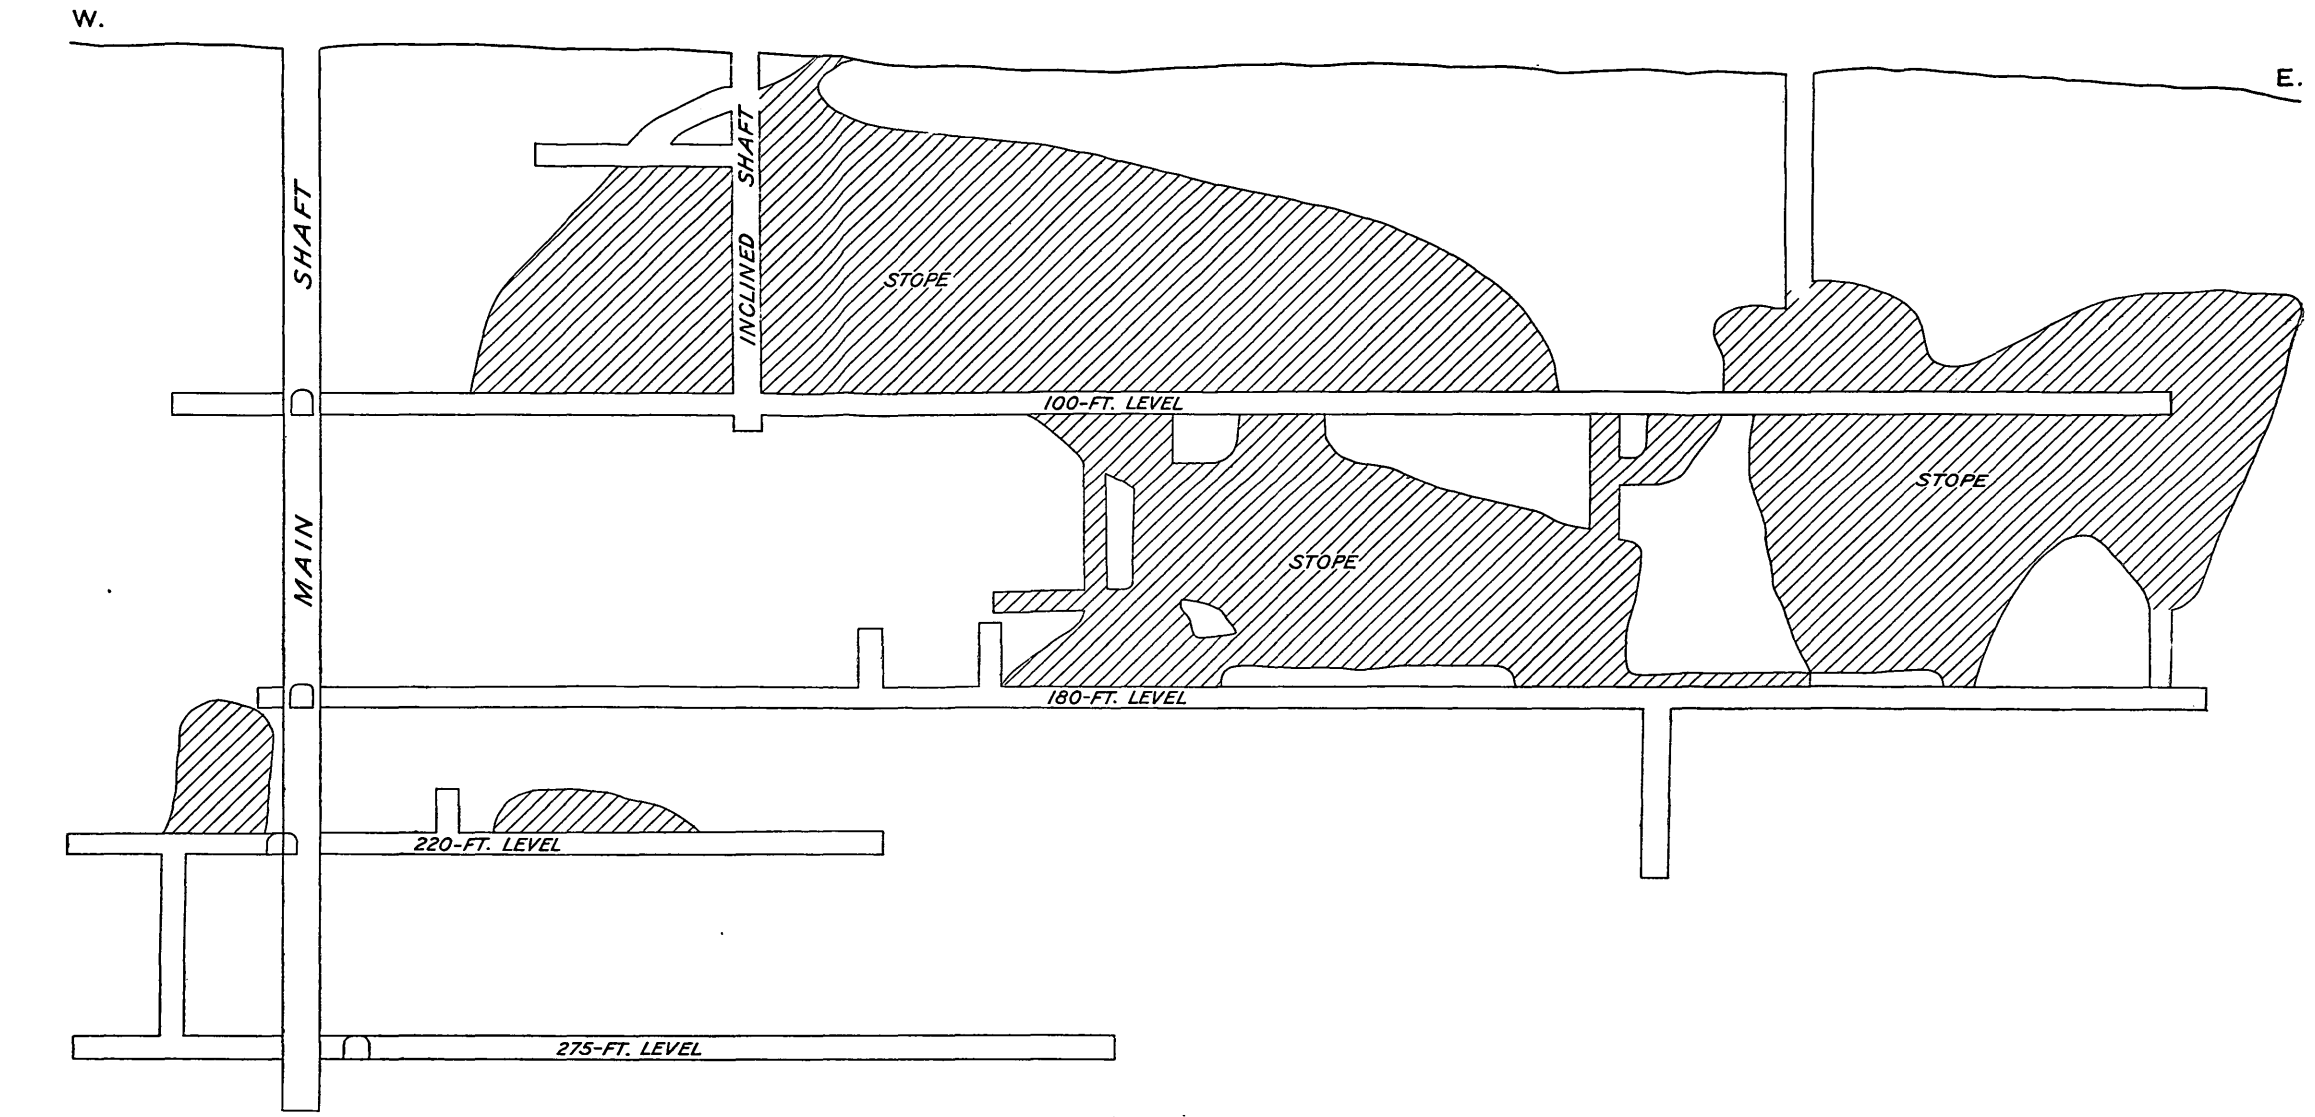 W.
E.
MAIN SHAFT
INCLINED SHAFT
STOPE
100-FT. LEVEL
STOPE
STOPE
180-FT. LEVEL
220-FT. LEVEL
275-FT. LEVEL